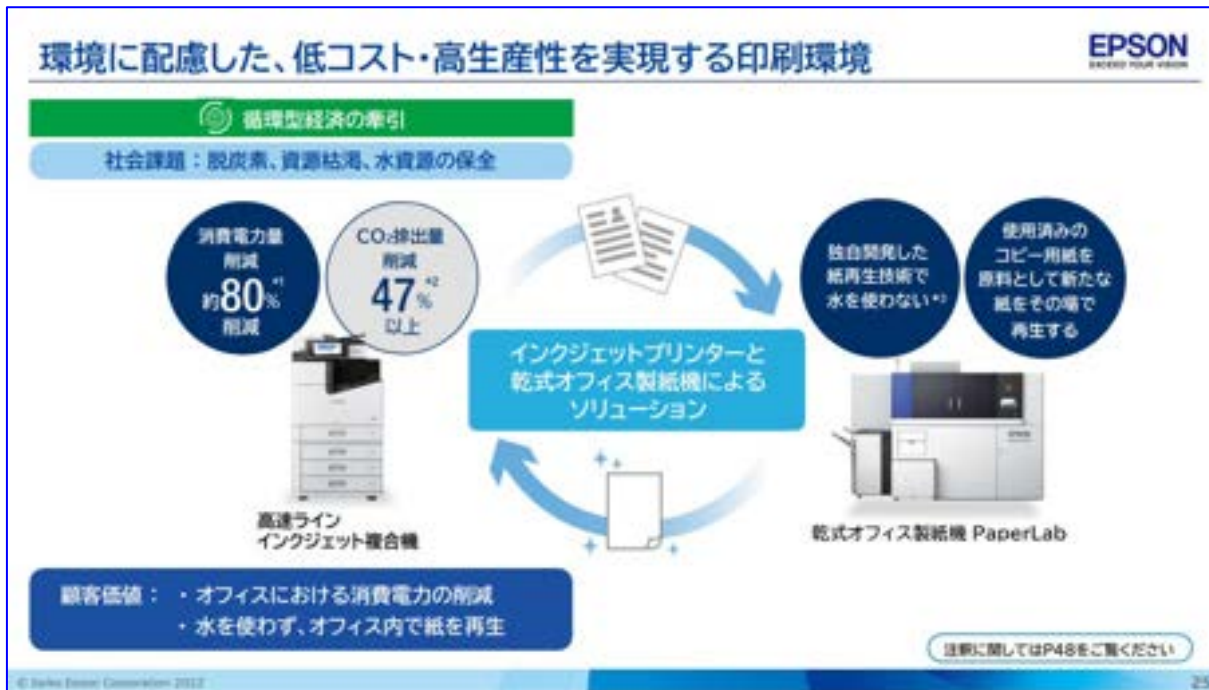 環境に配慮した、低コスト・高生産性を実現する印刷環境
EPSON
EXCEED YOUR VISION
循環型経済の牽引
社会課題：脱炭素、資源枯渇、水資源の保全
消費電力量
削減
約80%*1
削減
CO₂排出量
削減
47%*2
以上
独自開発した
紙再生技術で
水を使わない*3
使用済みの
コピー用紙を
原料として新たな
紙をその場で
再生する
インクジェットプリンターと
乾式オフィス製紙機による
ソリューション
高速ライン
インクジェット複合機
EPSON
乾式オフィス製紙機 PaperLab
顧客価値： ・オフィスにおける消費電力の削減
・水を使わず、オフィス内で紙を再生
注釈に関してはP48をご覧ください
© Seiko Epson Corporation 2022